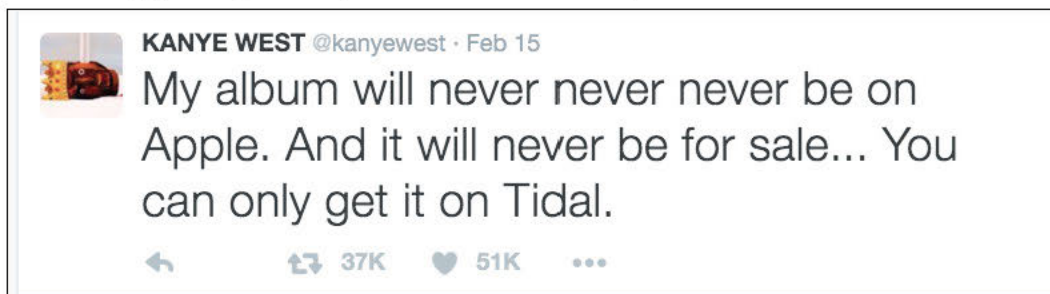 KANYE WEST @kanyewest · Feb 15
My album will never never never be on
Apple. And it will never be for sale... You
can only get it on Tidal.
37K 51K